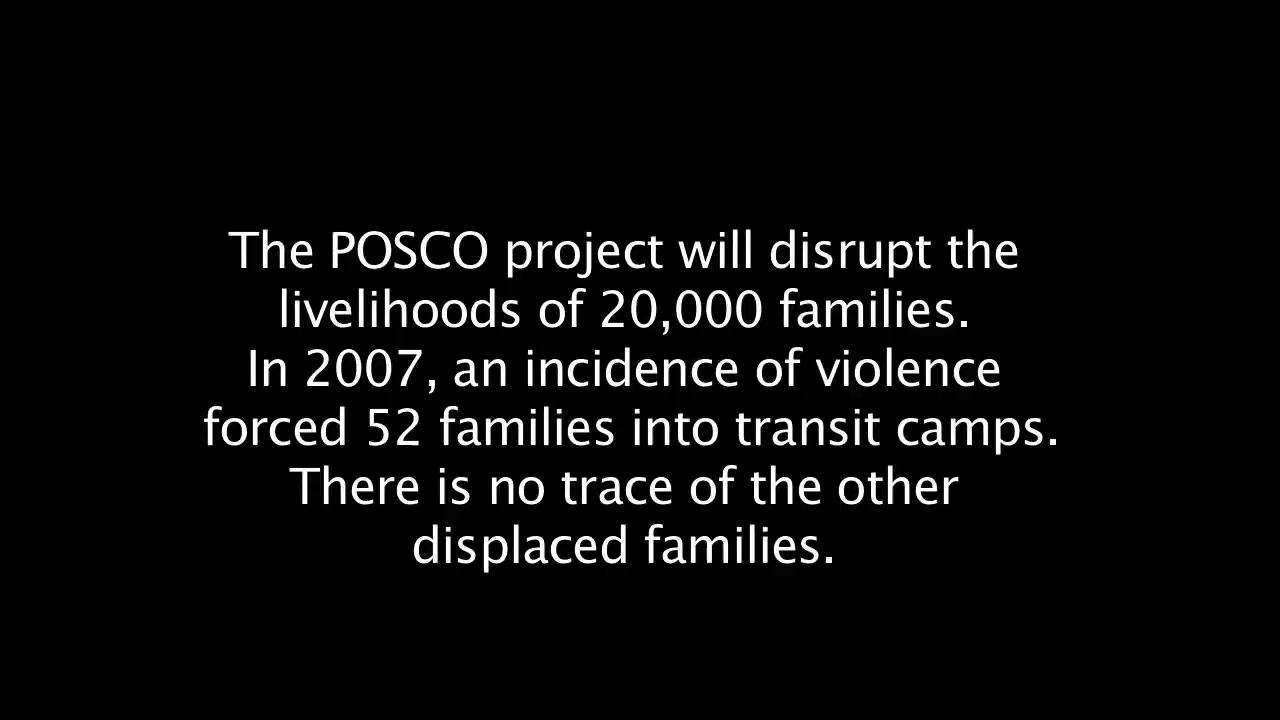 The POSCO project will disrupt the
livelihoods of 20,000 families.
In 2007, an incidence of violence
forced 52 families into transit camps.
There is no trace of the other
displaced families.